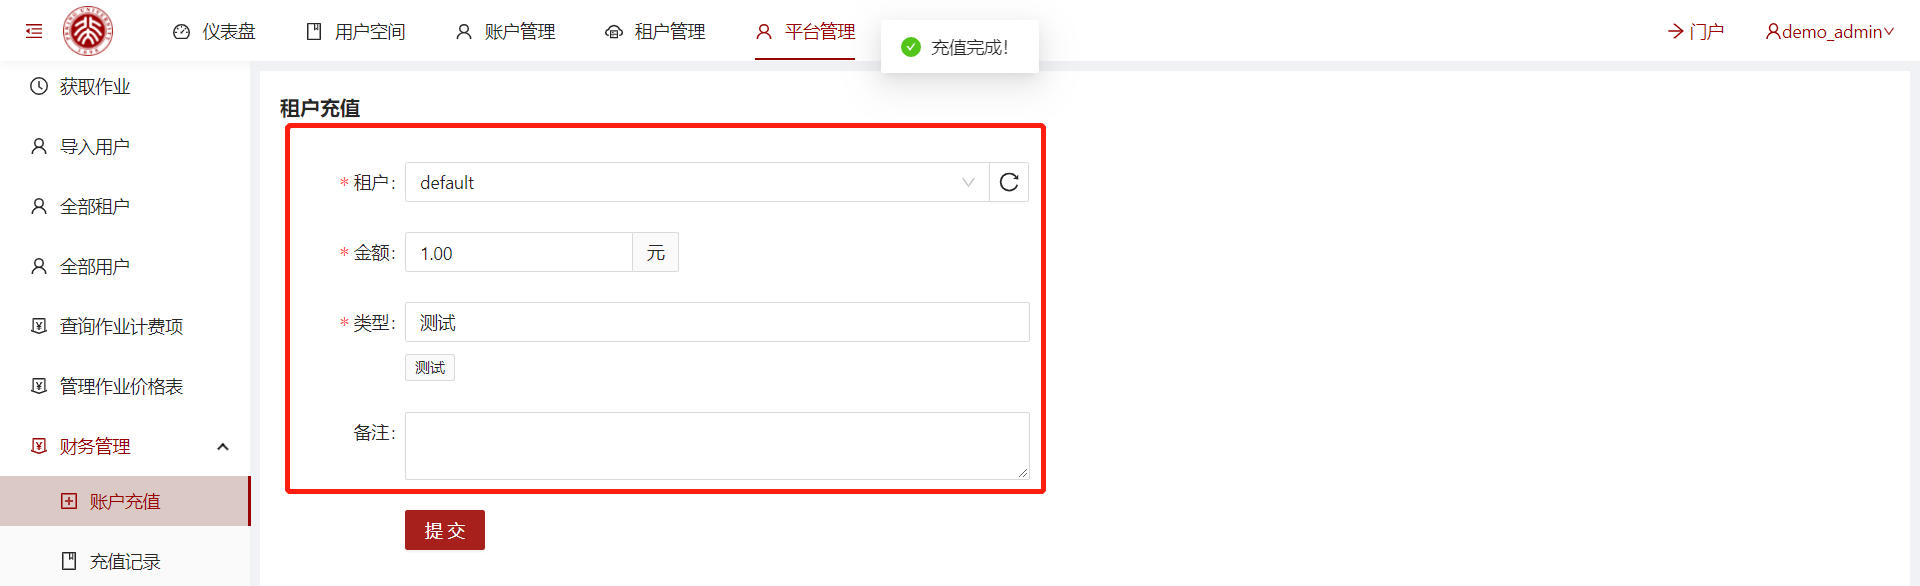 仪表盘
用户空间
账户管理
租户管理
平台管理
充值完成！
门户
demo_admin
获取作业
导入用户
全部租户
全部用户
查询作业计费项
管理作业价格表
财务管理
账户充值
充值记录
租户充值
* 租户: default
* 金额: 1.00 元
* 类型: 测试
测试
备注:
提 交